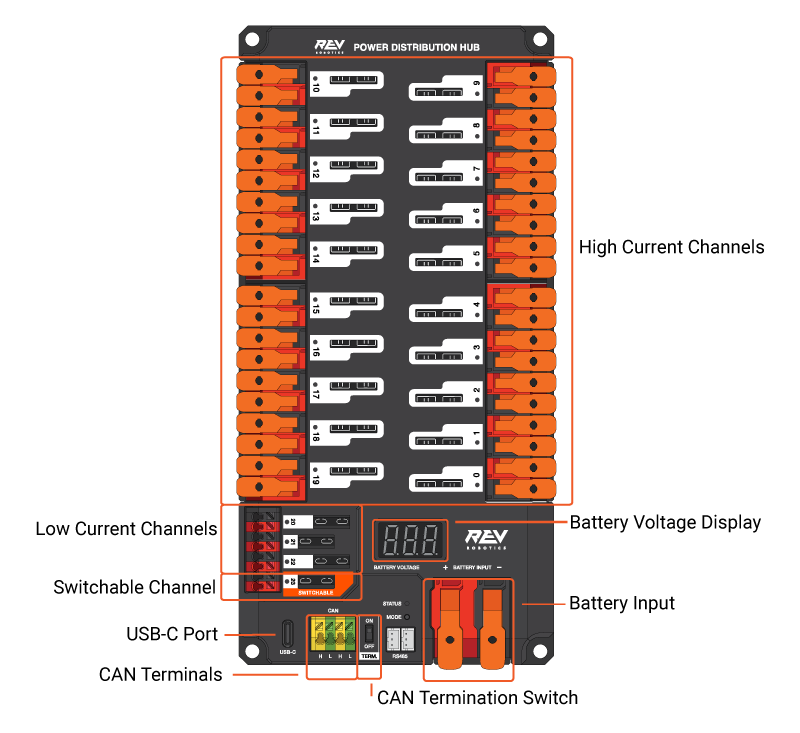 REV
ROBOTICS
POWER DISTRIBUTION HUB
10
9
11
8
12
7
13
6
14
5
High Current Channels
15
4
16
3
17
2
18
1
19
0
Low Current Channels
20
21
22
23
Battery Voltage Display
REV
ROBOTICS
BATTERY VOLTAGE
+ BATTERY INPUT −
Switchable Channel
SWITCHABLE
Battery Input
CAN
ON
STATUS
MODE
USB-C Port
USB-C
OFF
H L H L
TERM.
RS485
CAN Terminals
CAN Termination Switch